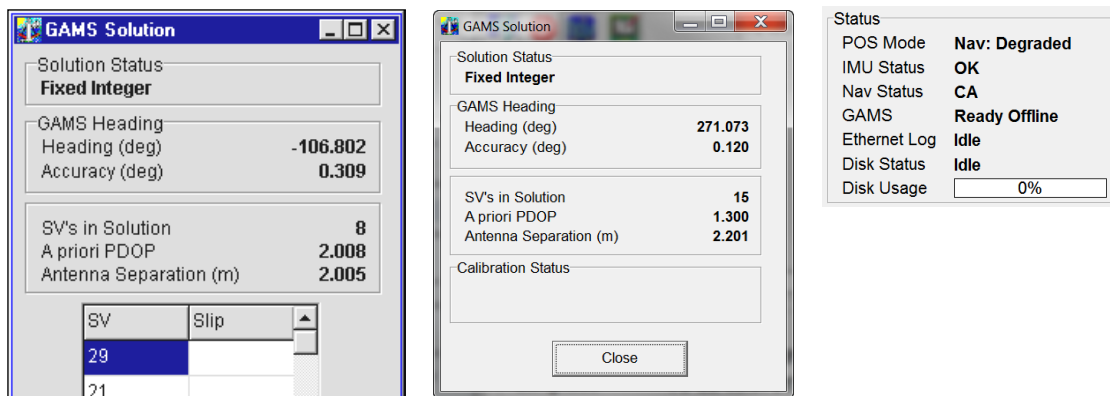 GAMS Solution
Solution Status
Fixed Integer
GAMS Heading
Heading (deg) -106.802
Accuracy (deg) 0.309
SV's in Solution 8
A priori PDOP 2.008
Antenna Separation (m) 2.005
SV Slip
29
21
GAMS Solution
Solution Status
Fixed Integer
GAMS Heading
Heading (deg) 271.073
Accuracy (deg) 0.120
SV's in Solution 15
A priori PDOP 1.300
Antenna Separation (m) 2.201
Calibration Status
Close
Status
POS Mode Nav: Degraded
IMU Status OK
Nav Status CA
GAMS Ready Offline
Ethernet Log Idle
Disk Status Idle
Disk Usage 0%